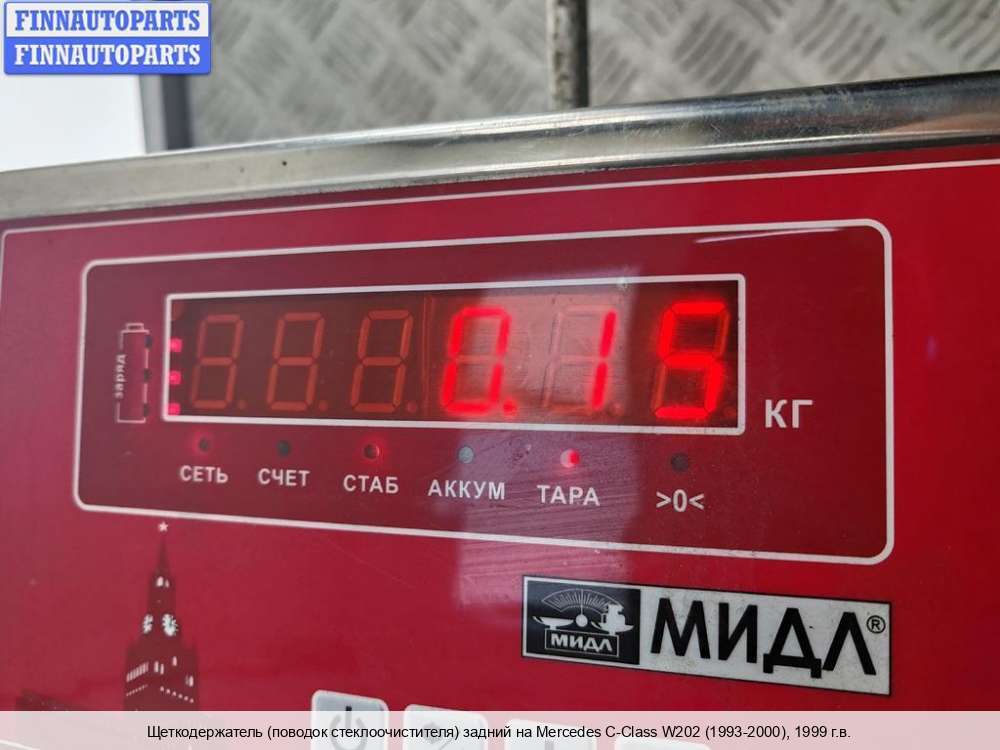 FINNAUTOPARTS
FINNAUTOPARTS
заряд
0.15
КГ
СЕТЬ СЧЕТ СТАБ АККУМ ТАРА >0<
МИДЛ МИДЛ®
Щеткодержатель (поводок стеклоочистителя) задний на Mercedes C-Class W202 (1993-2000), 1999 г.в.